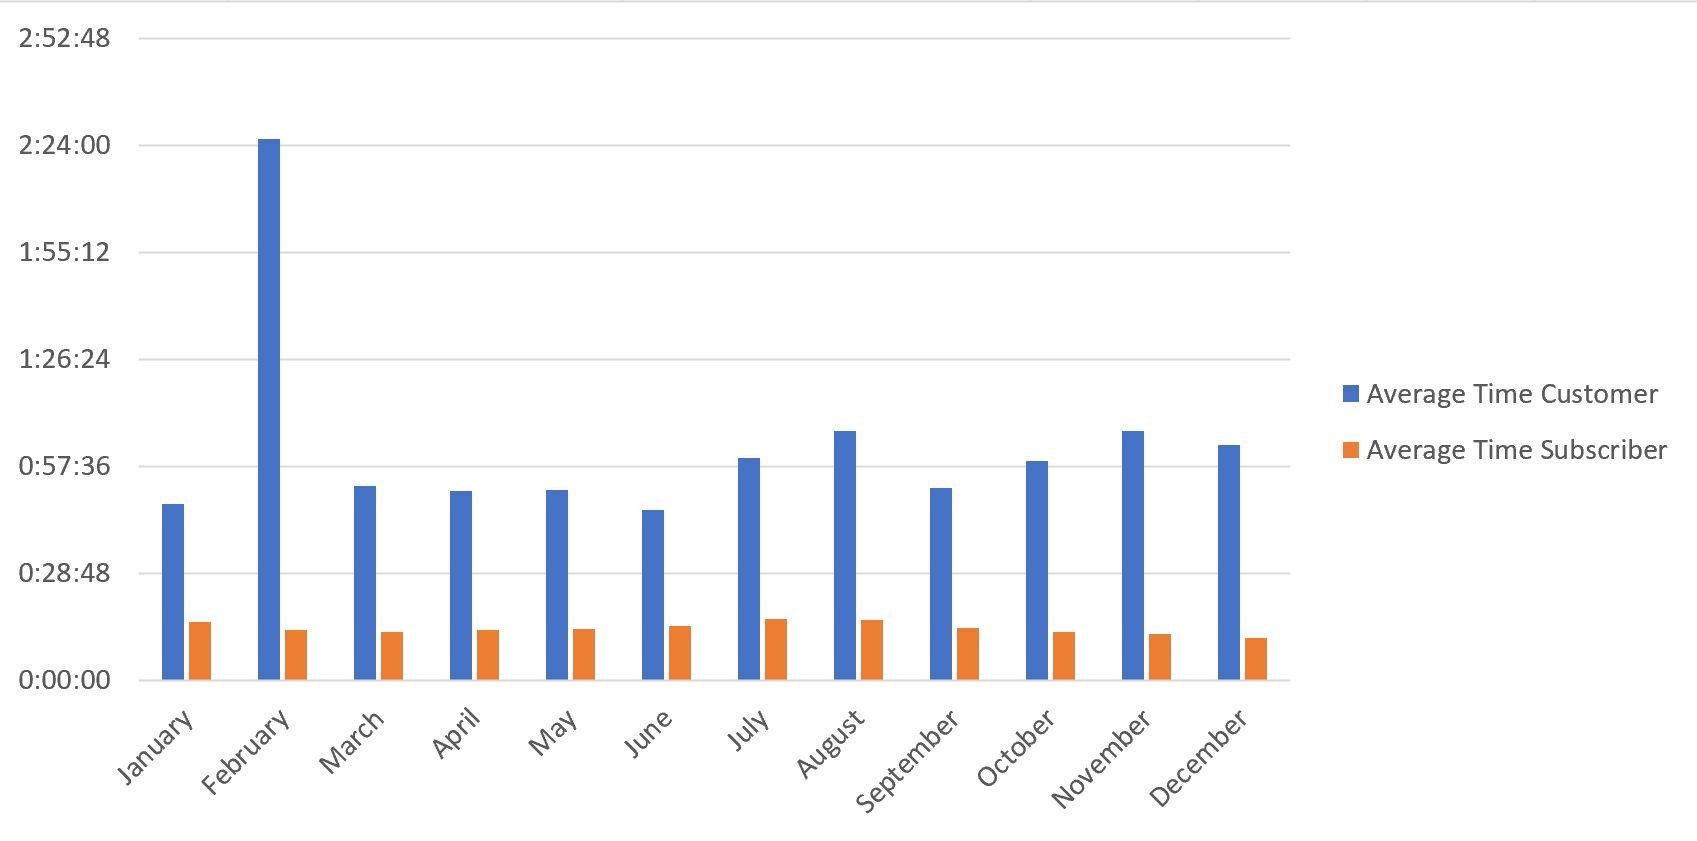 2:52:48
2:24:00
1:55:12
1:26:24
0:57:36
0:28:48
0:00:00
January
February
March
April
May
June
July
August
September
October
November
December
Average Time Customer
Average Time Subscriber